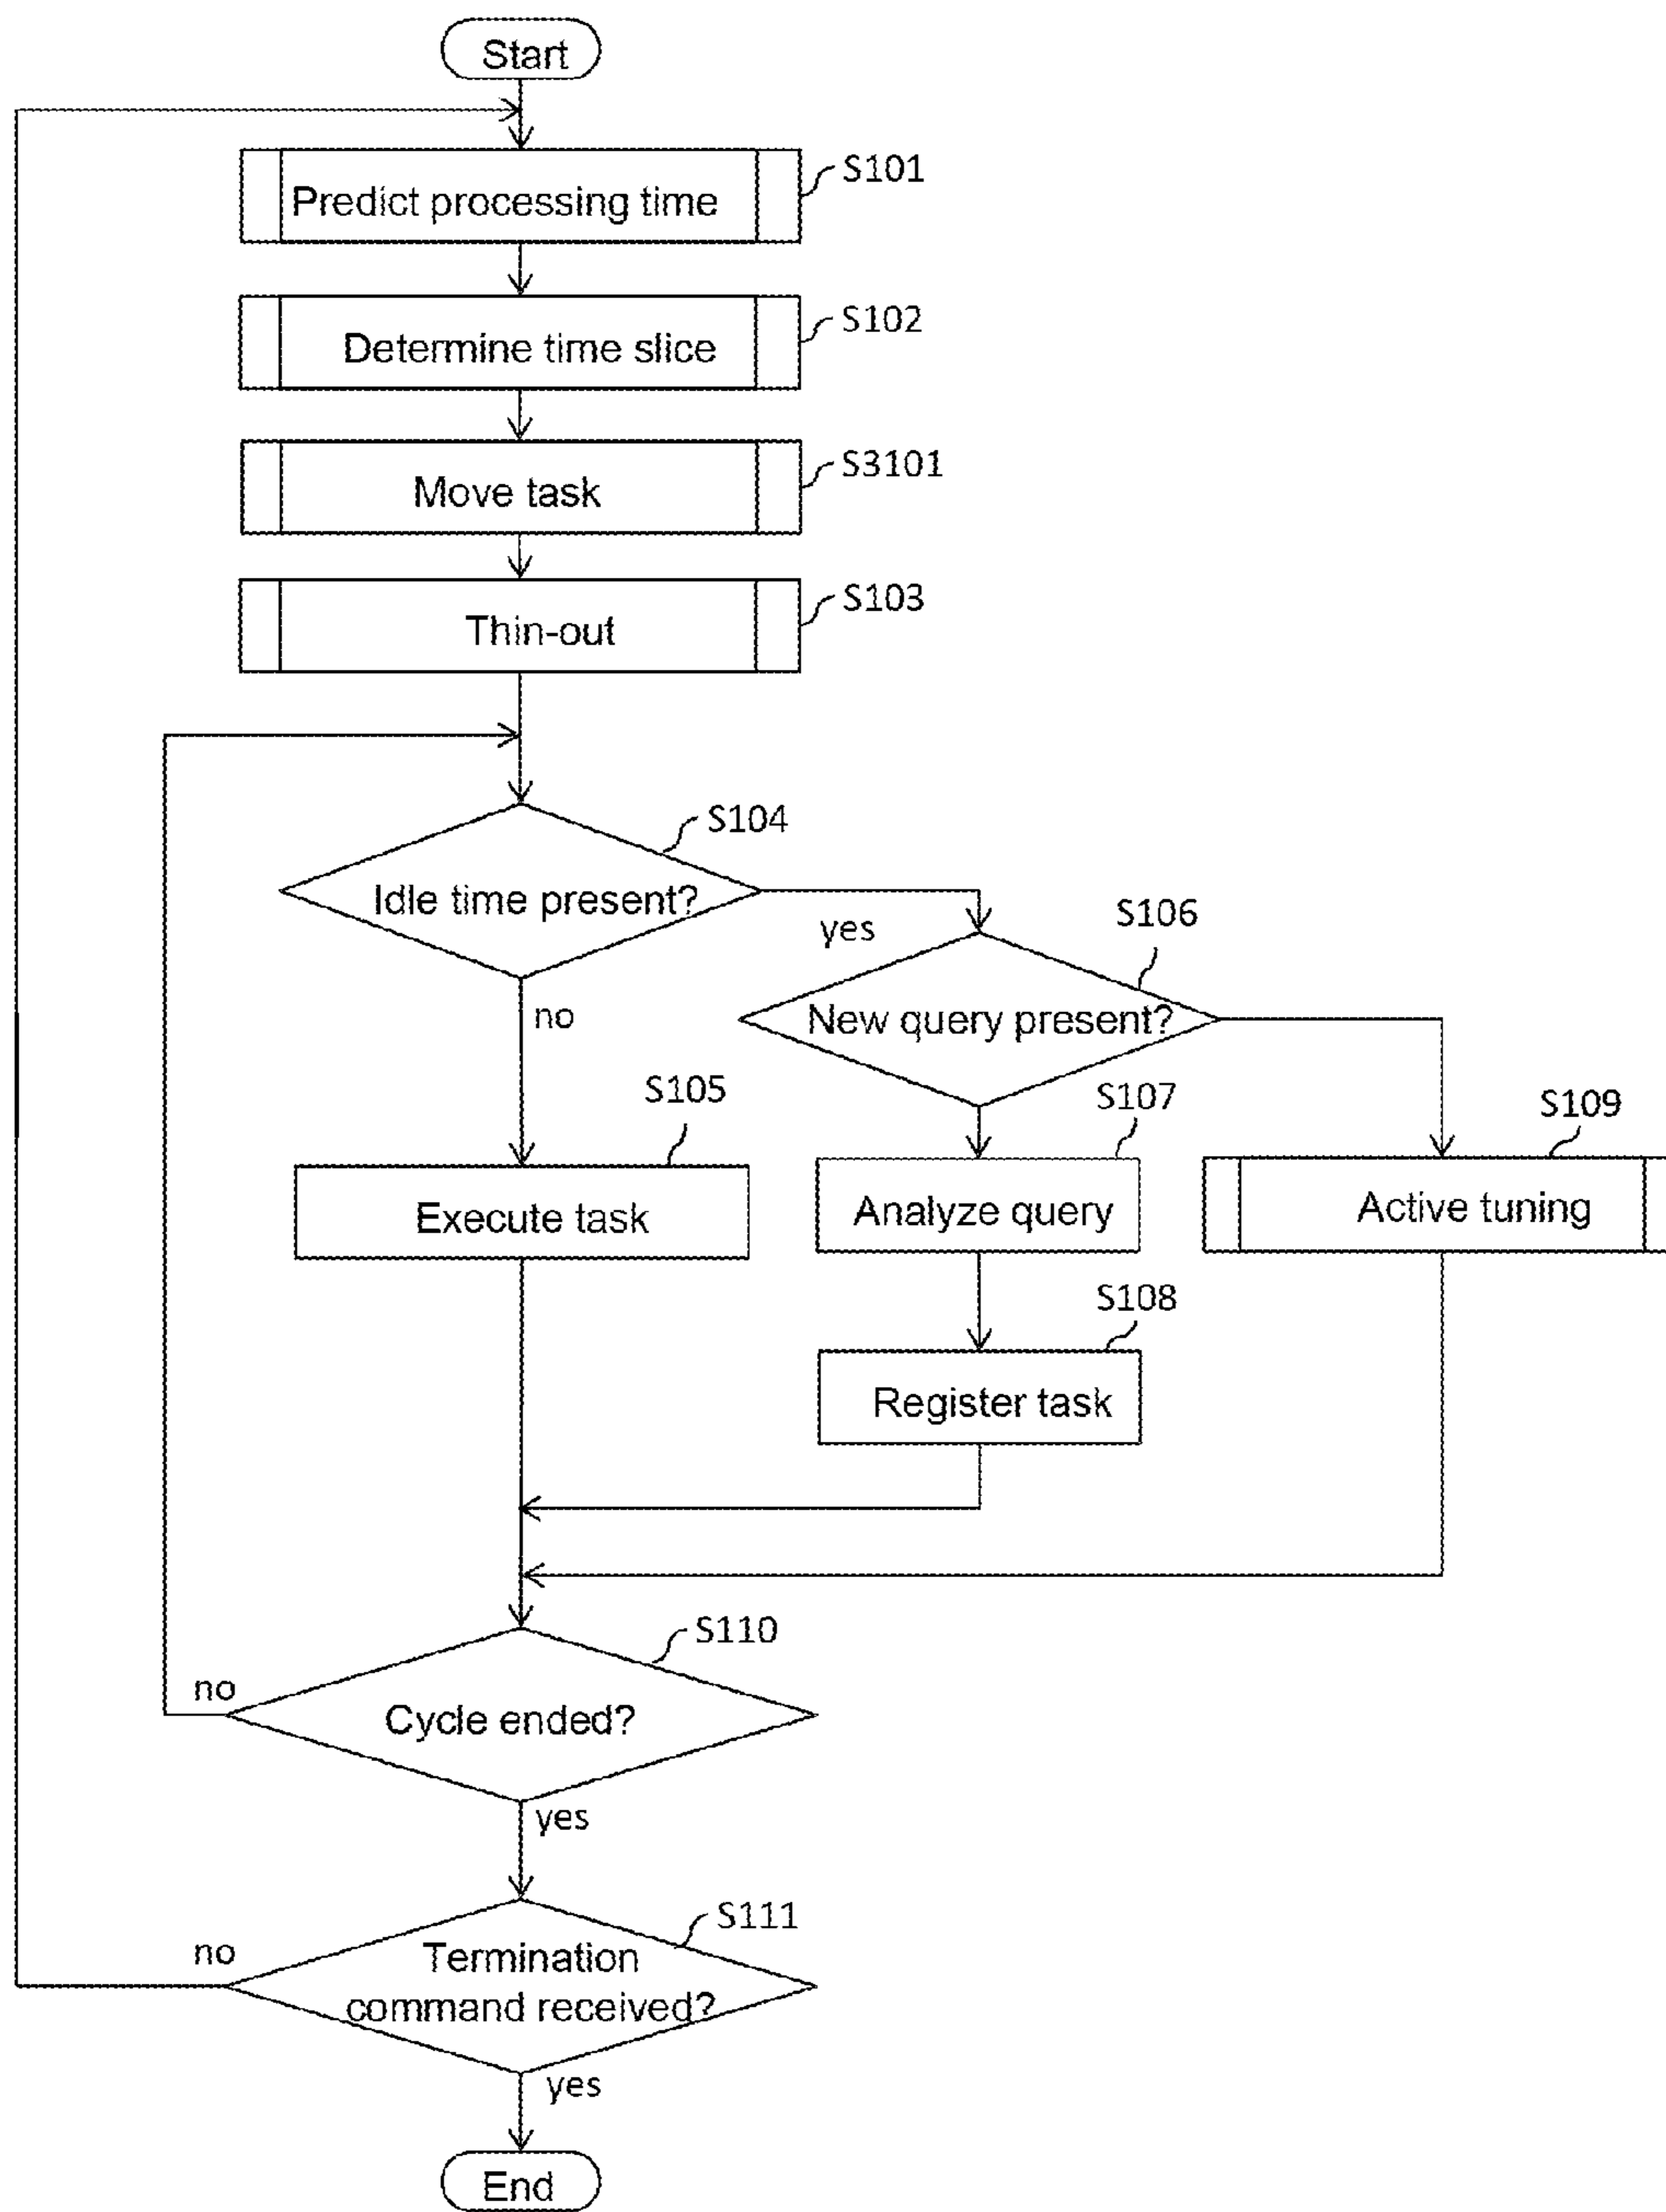 Start
Predict processing time
S101
Determine time slice
S102
Move task
S3101
Thin-out
S103
Idle time present?
S104
yes
no
New query present?
S106
Execute task
S105
Analyze query
S107
Active tuning
S109
Register task
S108
Cycle ended?
S110
no
yes
Termination
command received?
S111
no
yes
End